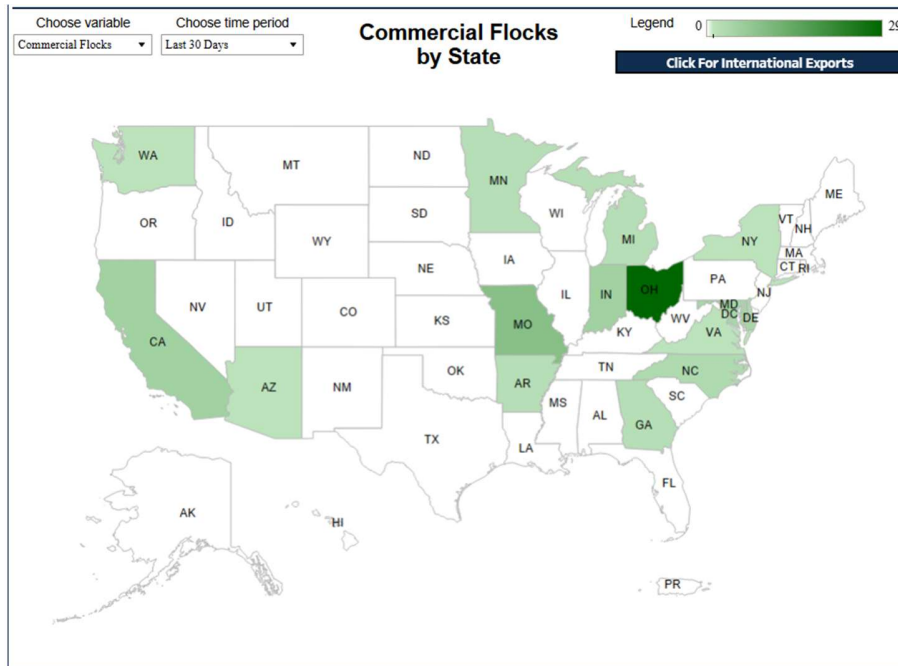 Choose variable
Choose time period
Commercial Flocks
Last 30 Days
Commercial Flocks
by State
Legend
0
29
Click For International Exports
WA
MT
ND
MN
ME
OR
ID
SD
WI
VT
NH
WY
MI
NY
MA
CT
RI
NE
IA
PA
NJ
NV
UT
CO
IL
IN
OH
MD
DC
DE
CA
KS
MO
KY
WV
VA
AZ
NM
OK
AR
TN
NC
MS
AL
SC
GA
TX
LA
FL
AK
HI
PR